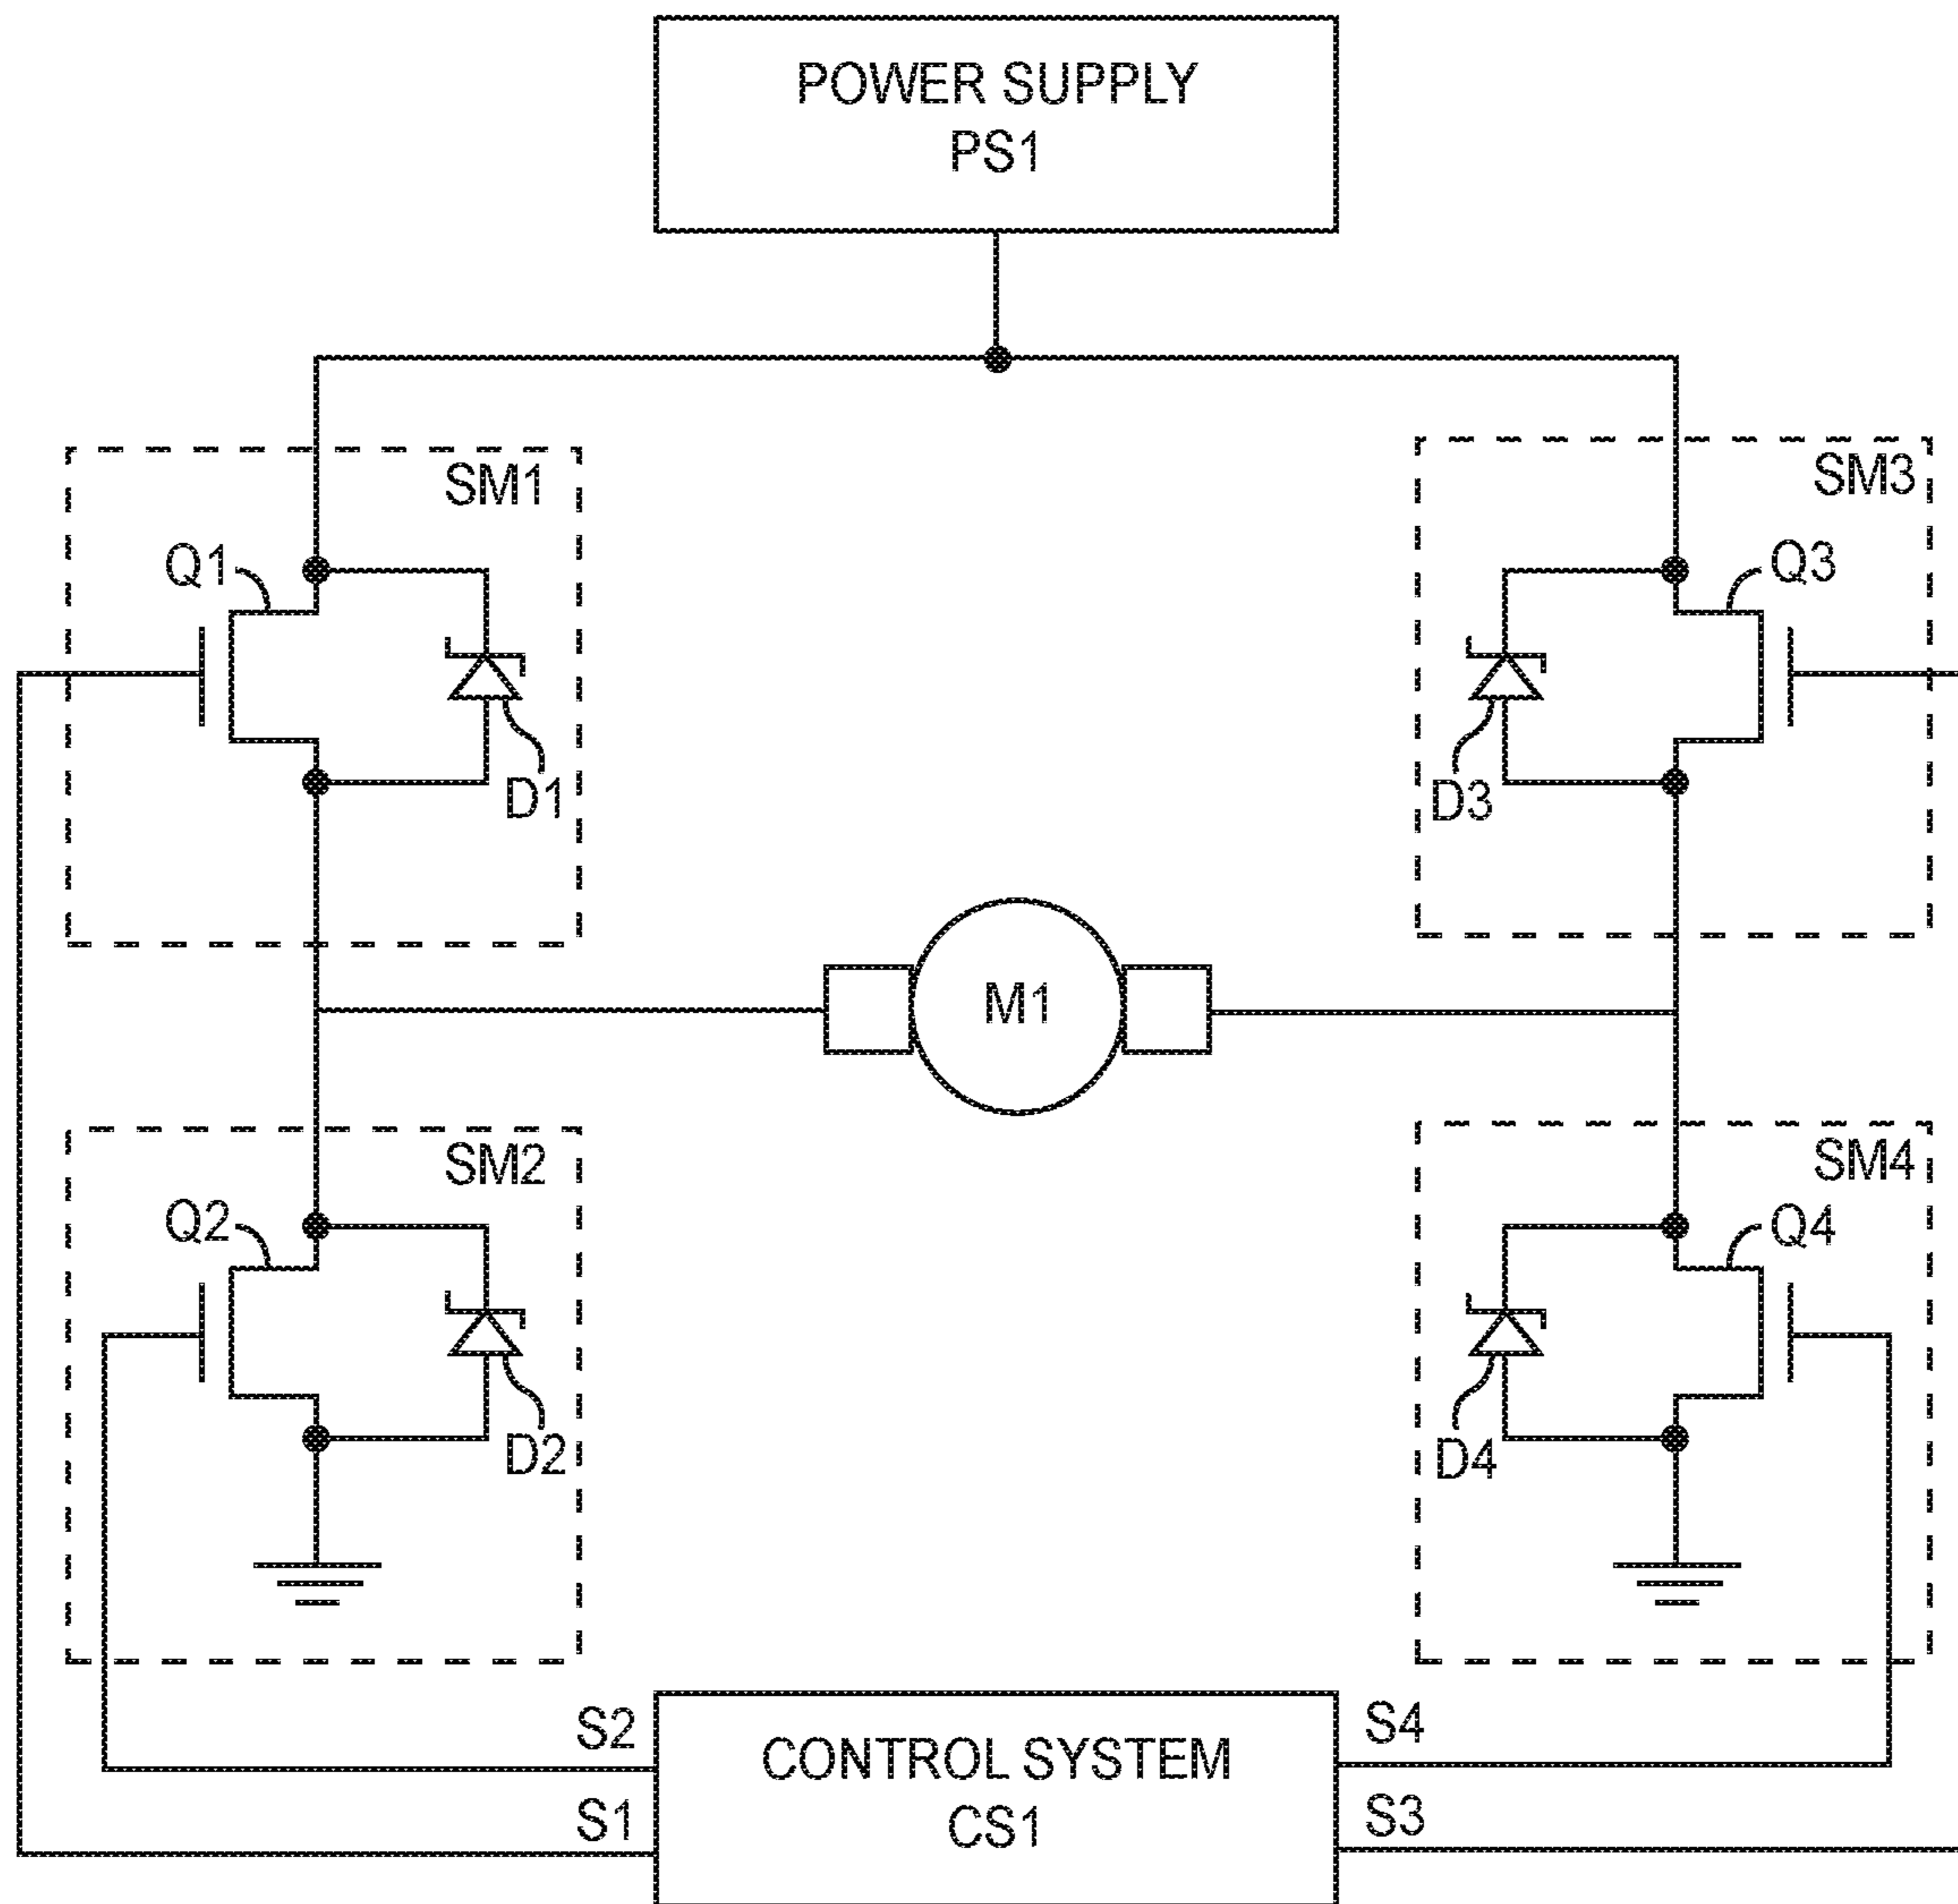 POWER SUPPLY
PS1
SM1
SM3
Q1
Q3
D1
D3
M1
SM2
SM4
Q2
Q4
D2
D4
S2
S4
CONTROL SYSTEM
CS1
S1
S3